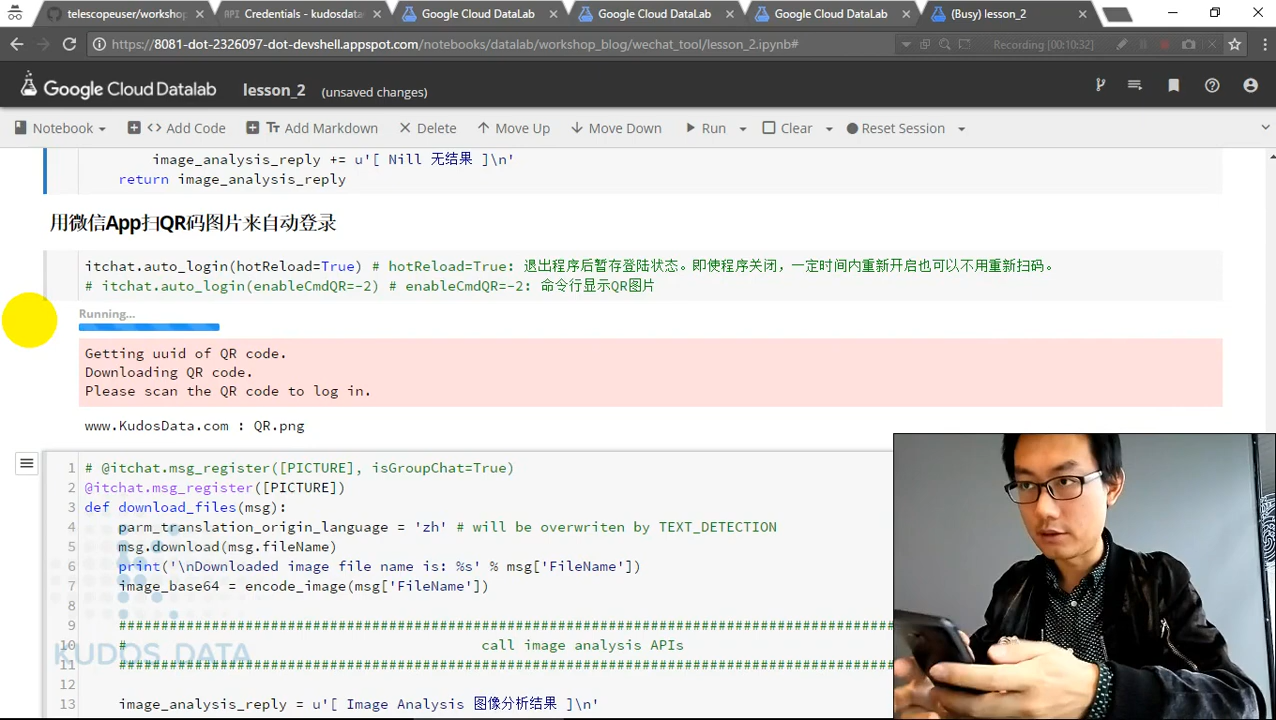 telescopeuser/worksho
API Credentials - kudosdata
Google Cloud DataLab
Google Cloud DataLab
Google Cloud DataLab
(Busy) lesson_2
https://8081-dot-2326097-dot-devshell.appspot.com/notebooks/datalab/workshop_blog/wechat_tool/lesson_2.ipynb#
Recording [00:10:32]
Google Cloud Datalab
lesson_2
(unsaved changes)
Notebook
<> Add Code
Tт Add Markdown
Delete
Move Up
Move Down
Run
Clear
Reset Session
image_analysis_reply += u'[ Nill 无结果 ]\n'
return image_analysis_reply
用微信App扫QR码图片来自动登录
itchat.auto_login(hotReload=True) # hotReload=True: 退出程序后暂存登陆状态。即使程序关闭，一定时间内重新开启也可以不用重新扫码。
# itchat.auto_login(enableCmdQR=-2) # enableCmdQR=-2: 命令行显示QR图片
Running...
Getting uuid of QR code.
Downloading QR code.
Please scan the QR code to log in.
www.KudosData.com : QR.png
1 # @itchat.msg_register([PICTURE], isGroupChat=True)
2 @itchat.msg_register([PICTURE])
3 def download_files(msg):
4 parm_translation_origin_language = 'zh' # will be overwriten by TEXT_DETECTION
5 msg.download(msg.fileName)
6 print('\nDownloaded image file name is: %s' % msg['FileName'])
7 image_base64 = encode_image(msg['FileName'])
8
9 ####################################################################################################
10 # call image analysis APIs
11 ####################################################################################################
12
13 image_analysis_reply = u'[ Image Analysis 图像分析结果 ]\n'
KUDOS DATA